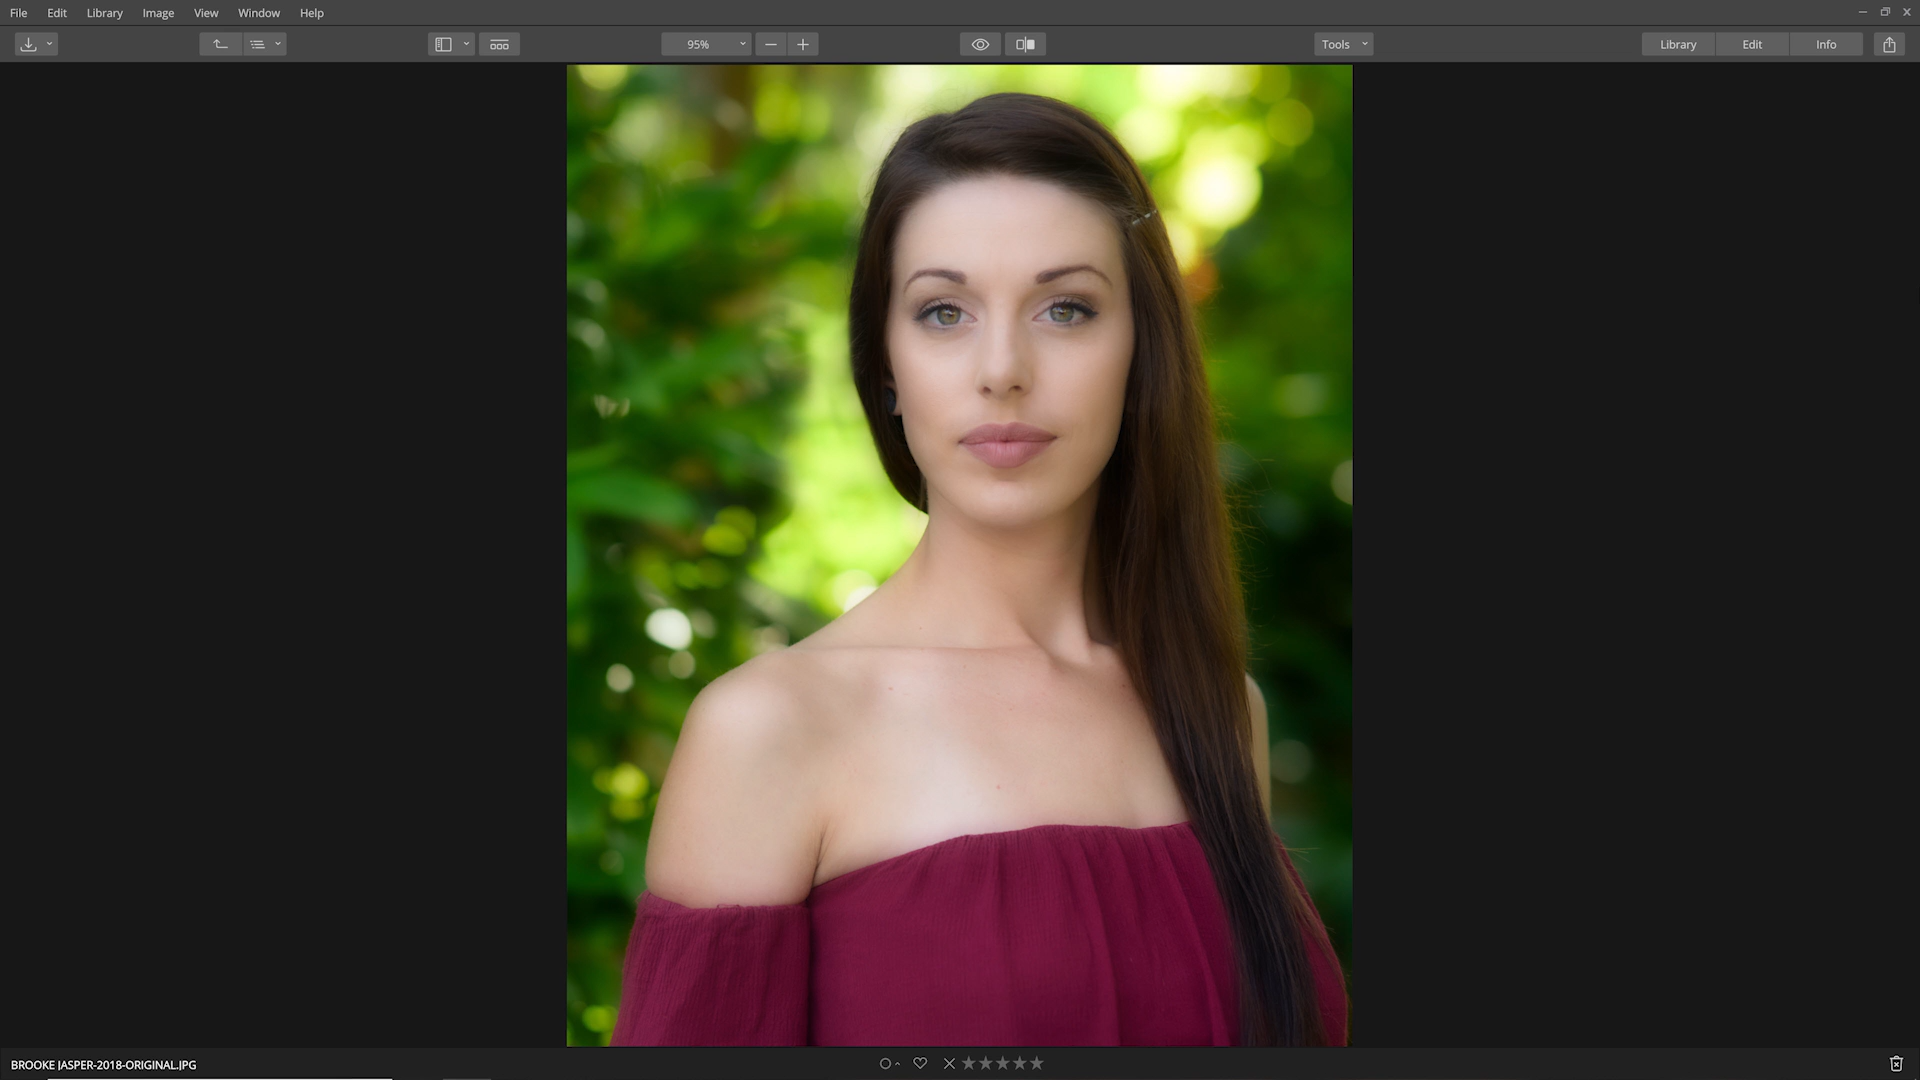 File Edit Library Image View Window Help
95% Tools Library Edit Info
BROOKE JASPER-2018-ORIGINAL.JPG